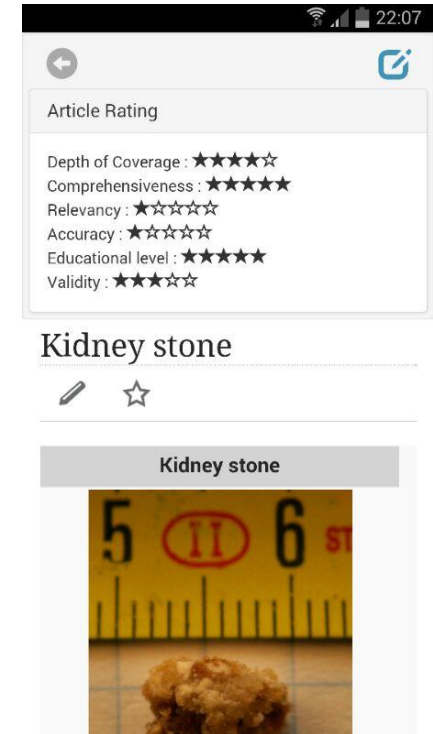 22:07
Article Rating
Depth of Coverage : ★★★★☆
Comprehensiveness : ★★★★★
Relevancy : ★☆☆☆☆
Accuracy : ★☆☆☆☆
Educational level : ★★★★★
Validity : ★★★☆☆
Kidney stone
Kidney stone
5 II 6 ST